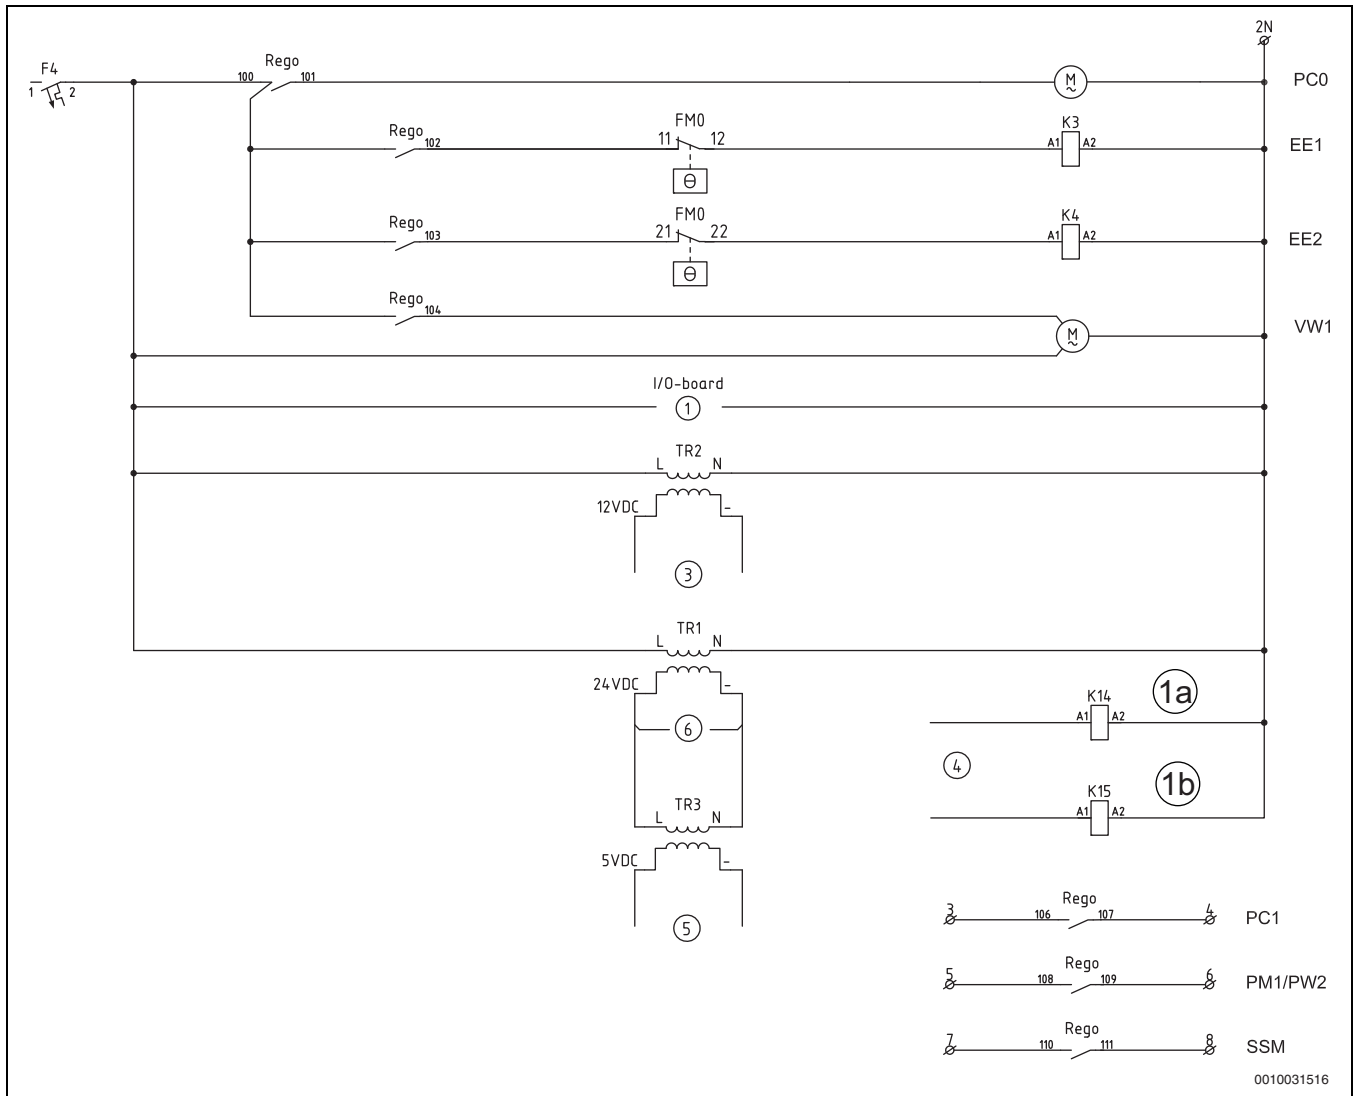 2N
F4
1 2
Rego
100 101
M
~
PC0
Rego
102
FM0
11 12
θ
K3
A1 A2
EE1
Rego
103
FM0
21 22
θ
K4
A1 A2
EE2
Rego
104
M
~
VW1
I/O-board
1
TR2
L N
12VDC -
3
TR1
L N
24VDC -
6
K14
A1 A2
1a
4
K15
A1 A2
1b
TR3
L N
5VDC -
5
Rego
3 106 107 4
PC1
Rego
5 108 109 6
PM1/PW2
Rego
7 110 111 8
SSM
0010031516